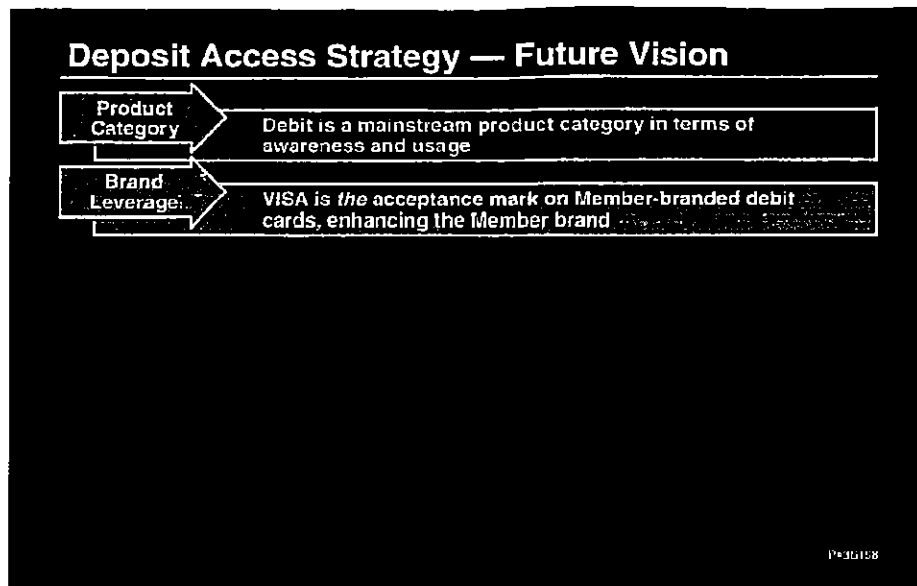 Deposit Access Strategy — Future Vision
Product
Category
Debit is a mainstream product category in terms of
awareness and usage
Brand
Leverage
VISA is the acceptance mark on Member-branded debit
cards, enhancing the Member brand